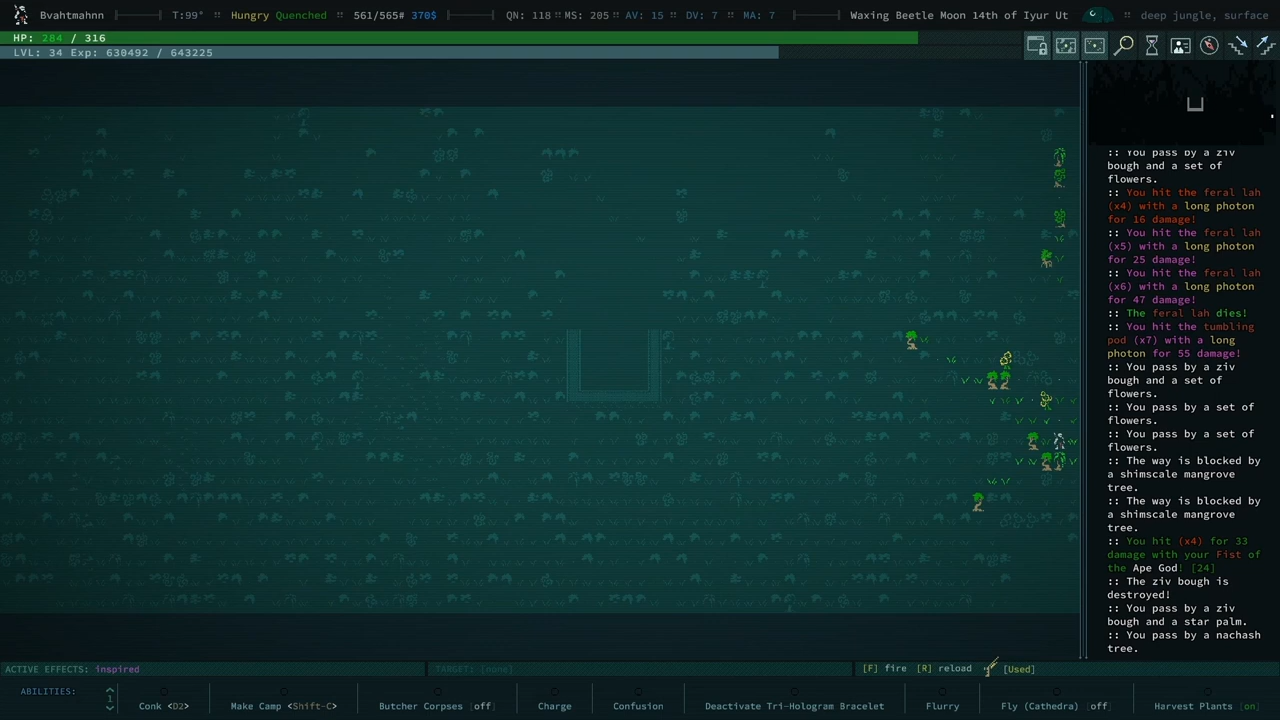 Bvahtmahnn :: T:99° :: Hungry Quenched :: 561/565# 370$ QN: 118 :: MS: 205 :: AV: 15 :: DV: 7 :: MA: 7 Waxing Beetle Moon 14th of Iyur Ut :: deep jungle, surface
HP: 284 / 316
LVL: 34 Exp: 630492 / 643225
:: You pass by a ziv
bough and a set of
flowers.
:: You hit the feral lah
(x4) with a long photon
for 16 damage!
:: You hit the feral lah
(x5) with a long photon
for 25 damage!
:: You hit the feral lah
(x6) with a long photon
for 47 damage!
:: The feral lah dies!
:: You hit the tumbling
pod (x7) with a long
photon for 55 damage!
:: You pass by a ziv
bough and a set of
flowers.
:: You pass by a set of
flowers.
:: You pass by a set of
flowers.
:: The way is blocked by
a shimscale mangrove
tree.
:: The way is blocked by
a shimscale mangrove
tree.
:: You hit (x4) for 33
damage with your Fist of
the Ape God! [24]
:: The ziv bough is
destroyed!
:: You pass by a ziv
bough and a star palm.
:: You pass by a nachash
tree.
ACTIVE EFFECTS: inspired TARGET: [none] [F] fire [R] reload [Used]
ABILITIES: 1 Conk <D2> Make Camp <Shift-C> Butcher Corpses [off] Charge Confusion Deactivate Tri-Hologram Bracelet Flurry Fly (Cathedra) [off] Harvest Plants [on]